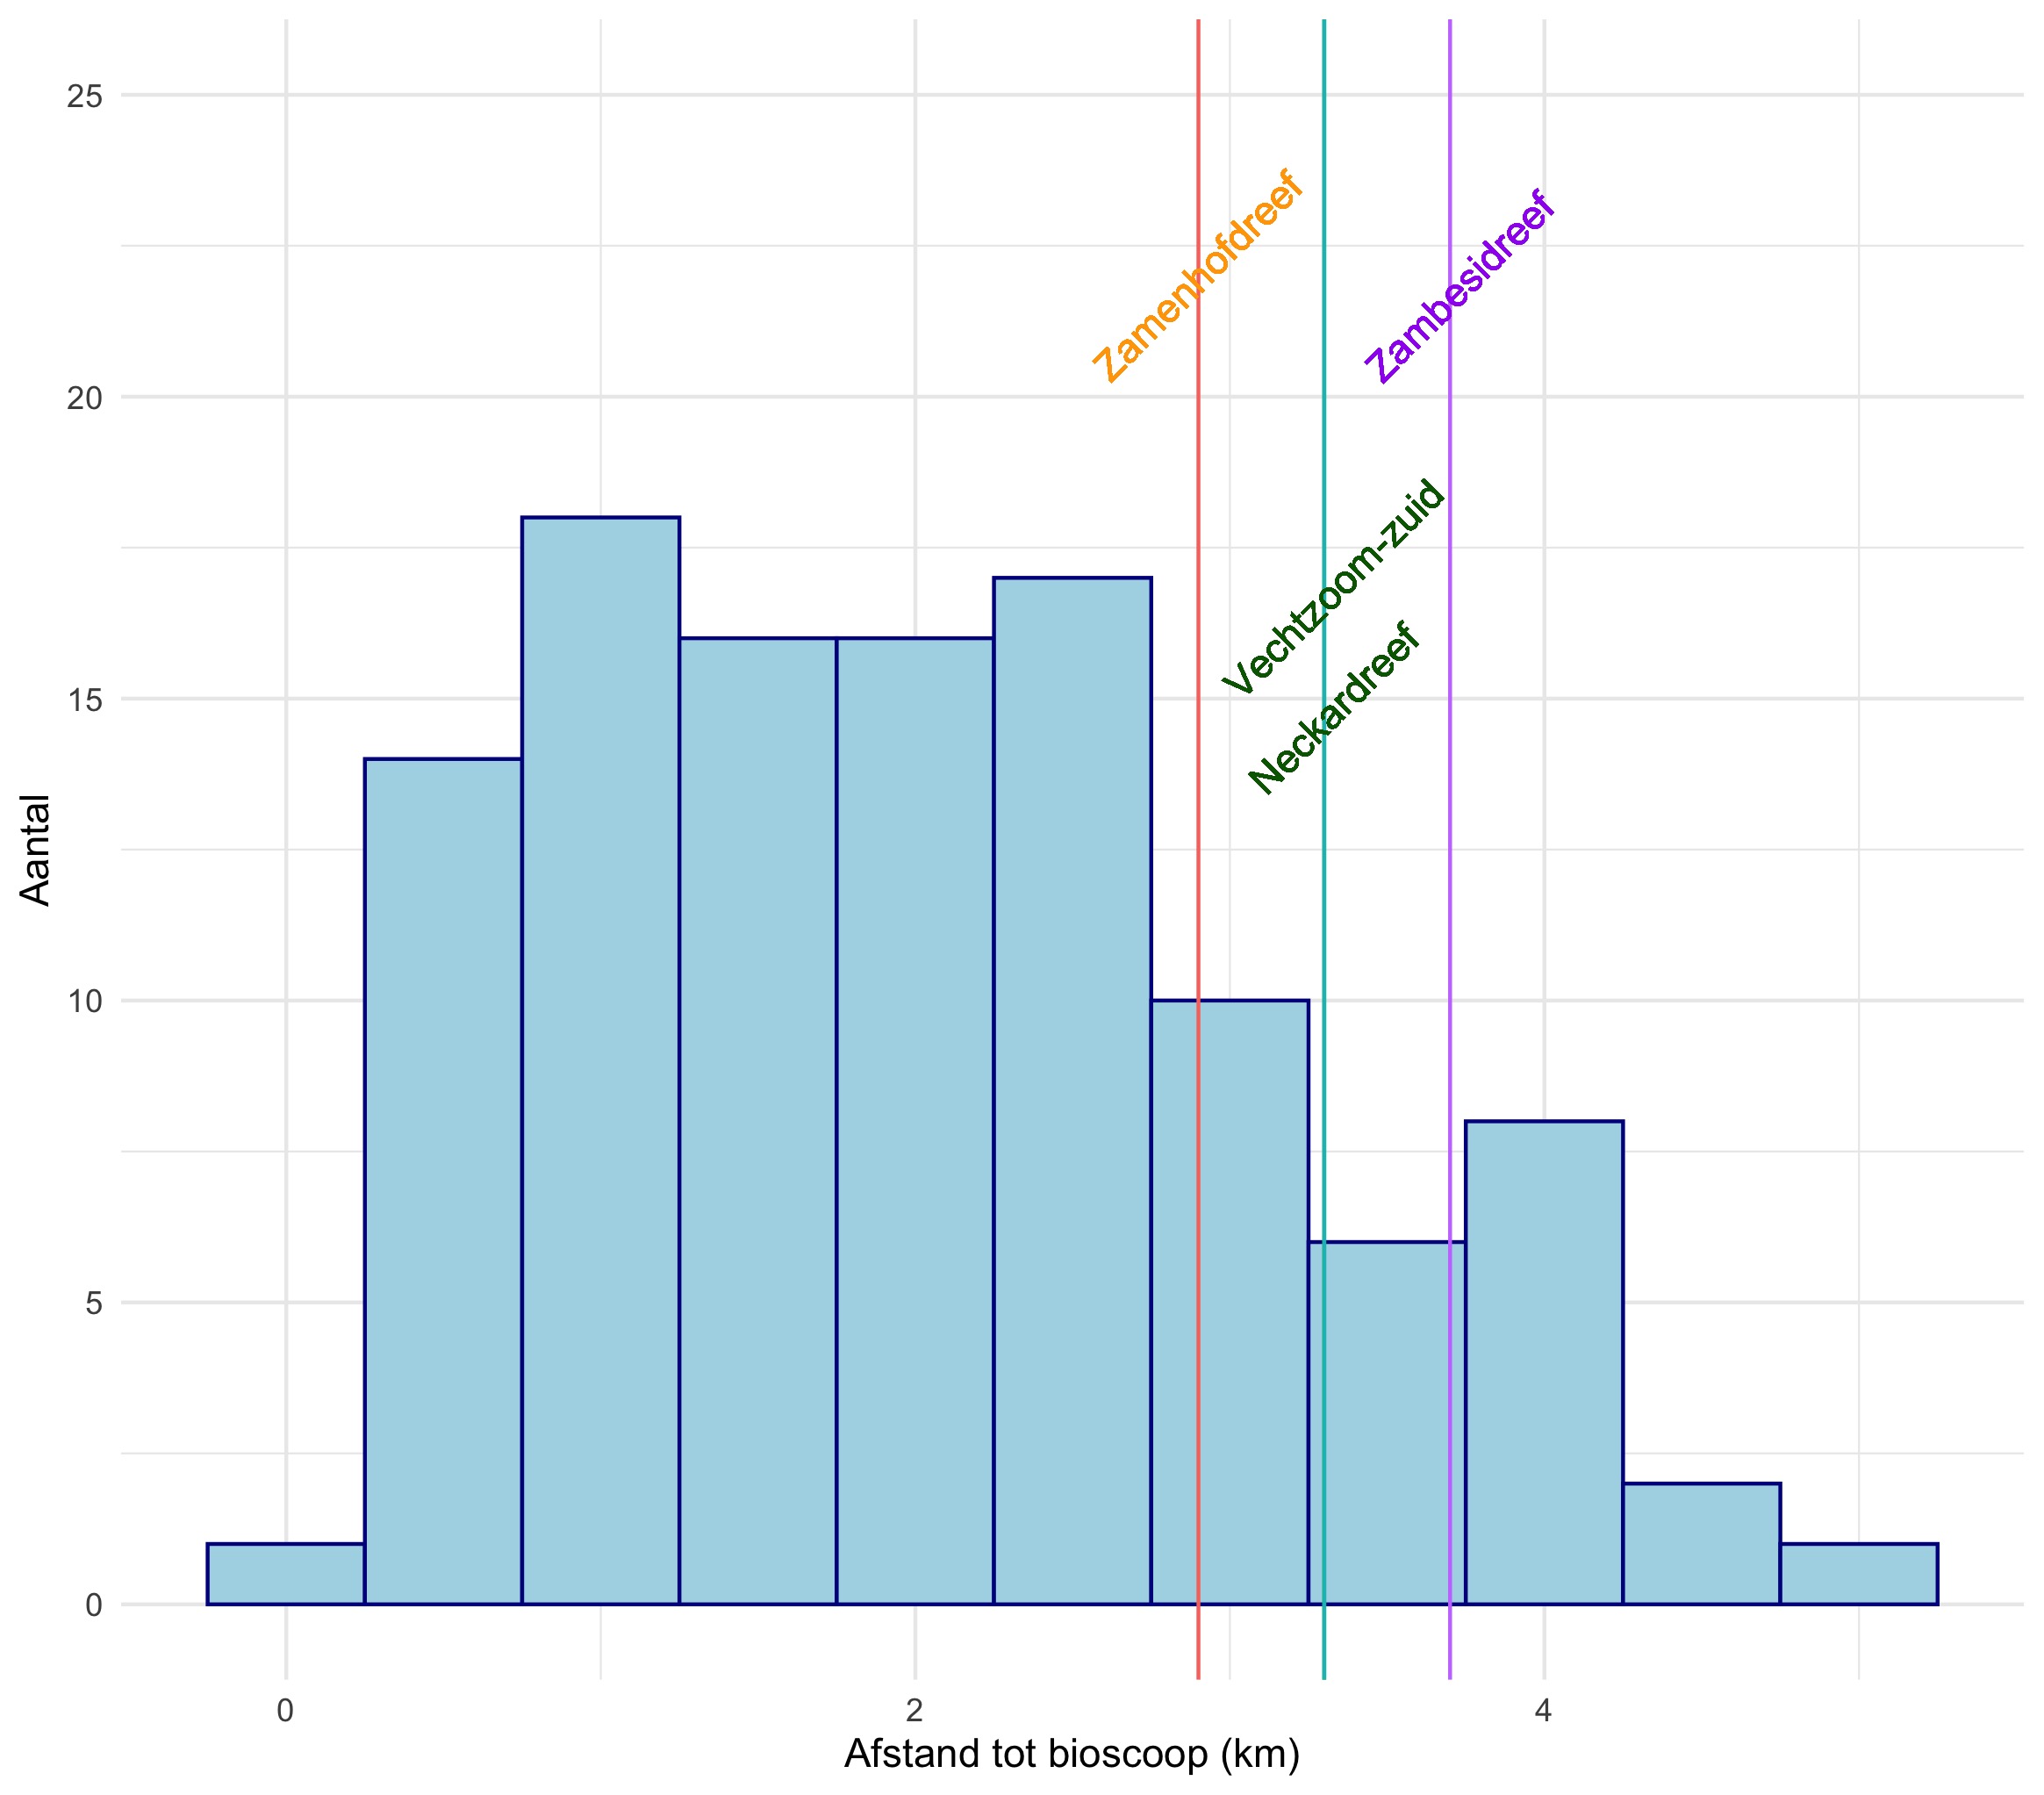 25
20
15
10
5
0
Aantal
Zamenhofdreef
Zambesidreef
Vechtzoom-zuid
Neckardreef
0
2
4
Afstand tot bioscoop (km)